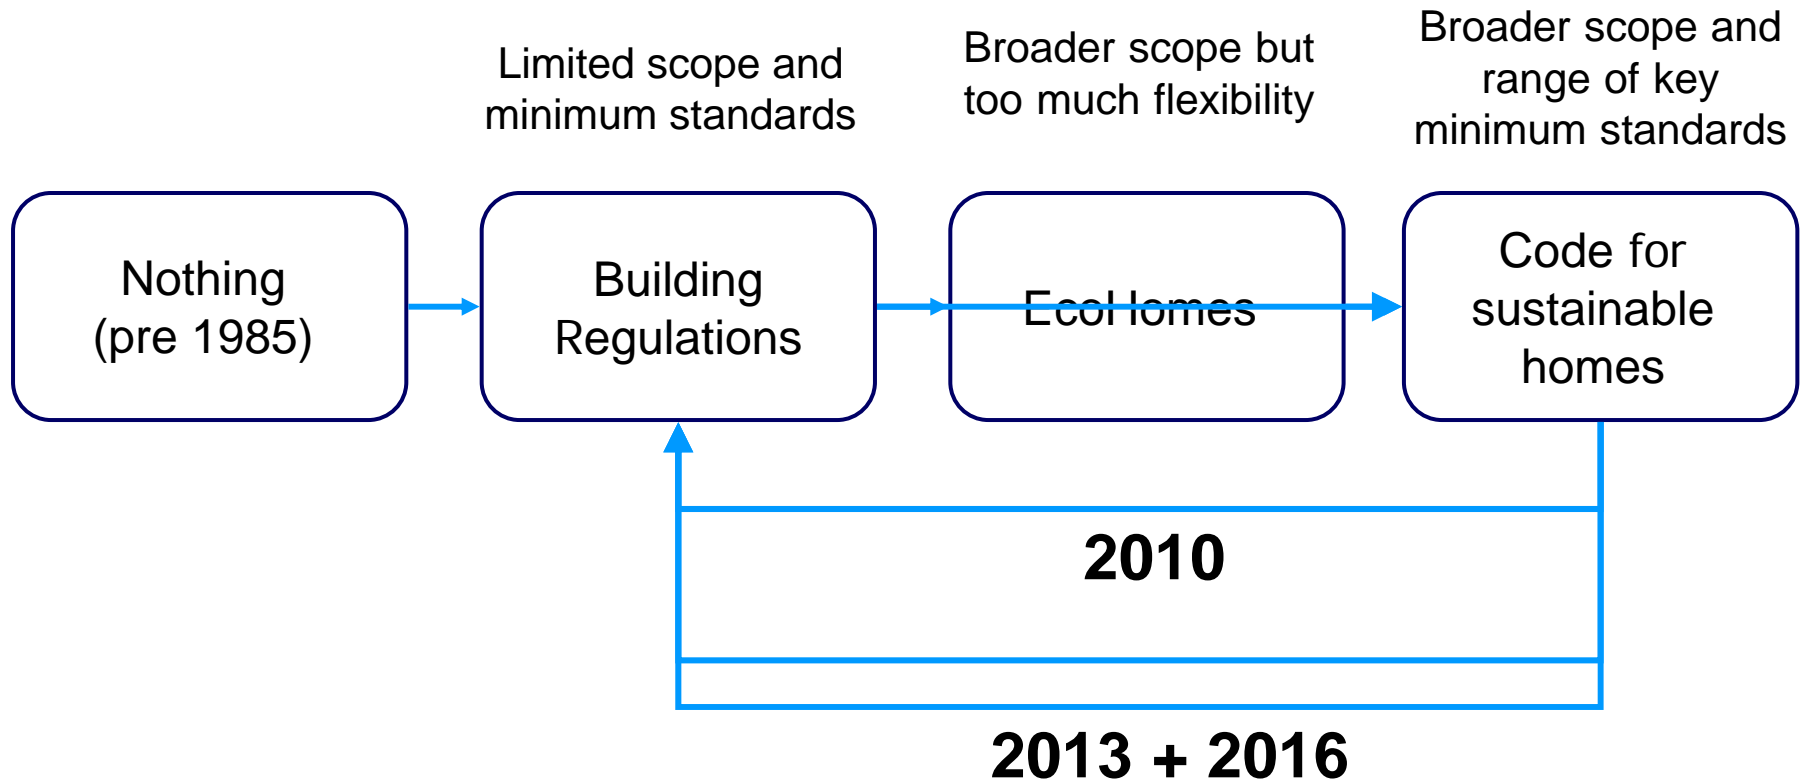 Limited scope and
minimum standards
Broader scope but
too much flexibility
Broader scope and
range of key
minimum standards
Nothing
(pre 1985)
Building
Regulations
EcoHomes
Code for
sustainable
homes
2010
2013 + 2016